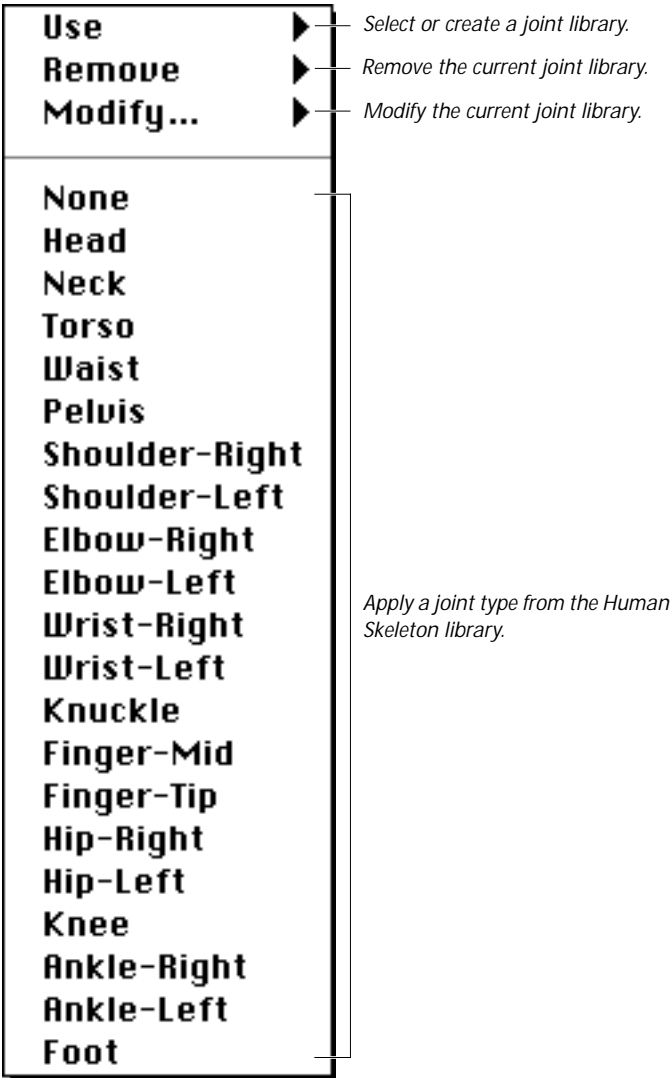 Use Select or create a joint library.
Remove Remove the current joint library.
Modify... Modify the current joint library.
None
Head
Neck
Torso
Waist
Pelvis
Shoulder-Right
Shoulder-Left
Elbow-Right
Elbow-Left
Wrist-Right
Wrist-Left
Knuckle
Finger-Mid
Finger-Tip
Hip-Right
Hip-Left
Knee
Ankle-Right
Ankle-Left
Foot
Apply a joint type from the Human
Skeleton library.